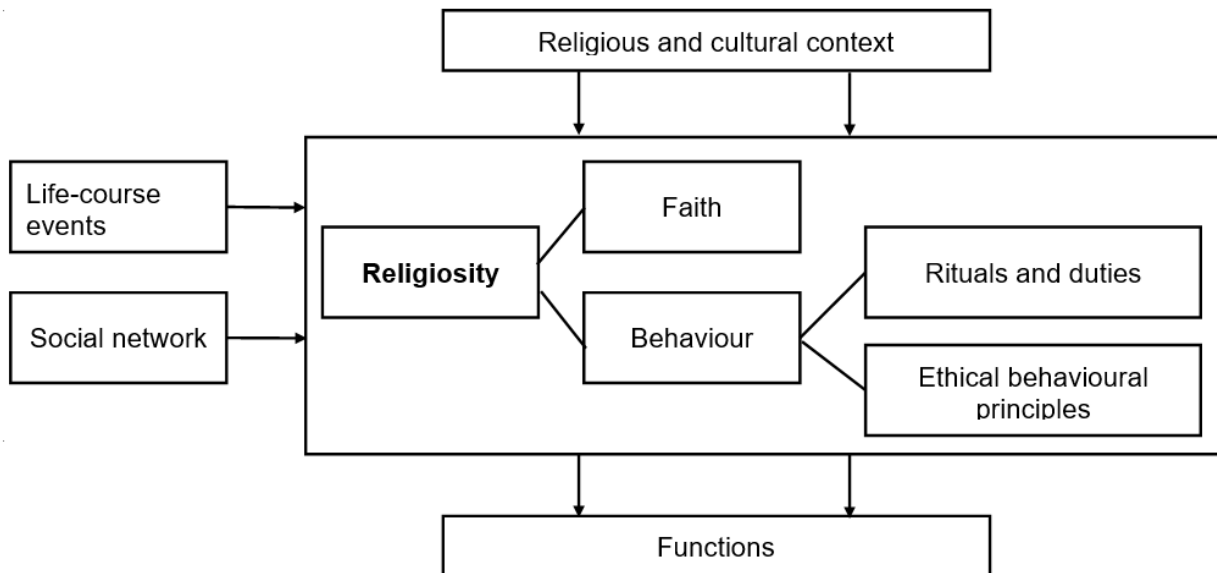 Religious and cultural context
Life-course
events
Faith
Religiosity
Rituals and duties
Social network
Behaviour
Ethical behavioural
principles
Functions